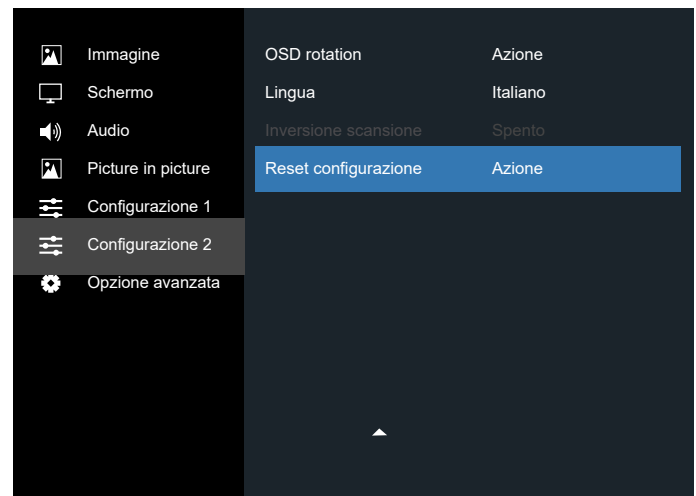 Immagine
Schermo
Audio
Picture in picture
Configurazione 1
Configurazione 2
Opzione avanzata
OSD rotation Azione
Lingua Italiano
Inversione scansione Spento
Reset configurazione Azione